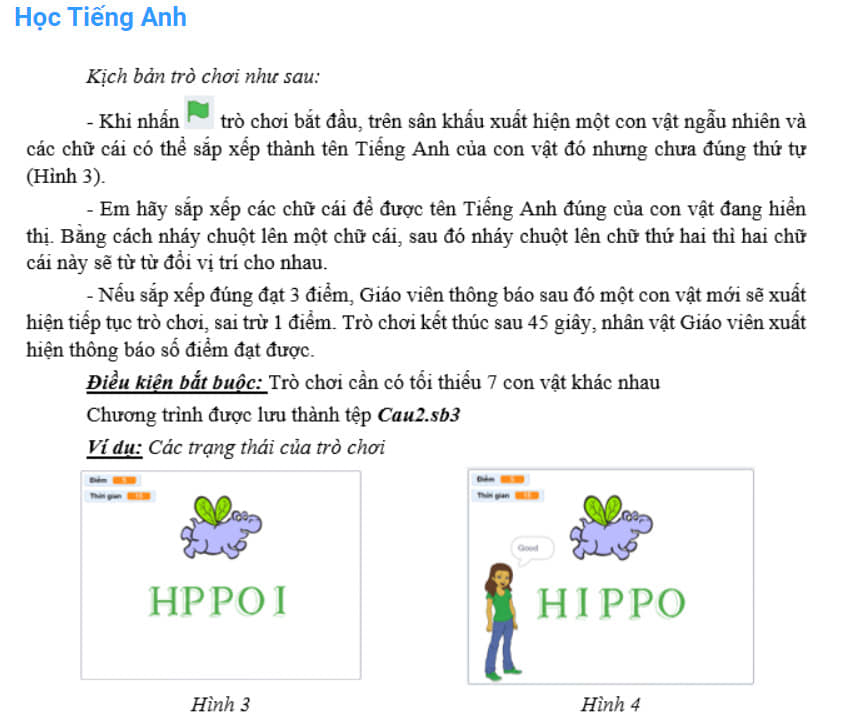 Học Tiếng Anh
Kịch bản trò chơi như sau:
- Khi nhấn trò chơi bắt đầu, trên sân khấu xuất hiện một con vật ngẫu nhiên và
các chữ cái có thể sắp xếp thành tên Tiếng Anh của con vật đó nhưng chưa đúng thứ tự
(Hình 3).
- Em hãy sắp xếp các chữ cái để được tên Tiếng Anh đúng của con vật đang hiển
thị. Bằng cách nháy chuột lên một chữ cái, sau đó nháy chuột lên chữ thứ hai thì hai chữ
cái này sẽ từ từ đổi vị trí cho nhau.
- Nếu sắp xếp đúng đạt 3 điểm, Giáo viên thông báo sau đó một con vật mới sẽ xuất
hiện tiếp tục trò chơi, sai trừ 1 điểm. Trò chơi kết thúc sau 45 giây, nhân vật Giáo viên xuất
hiện thông báo số điểm đạt được.
Điều kiện bắt buộc: Trò chơi cần có tối thiểu 7 con vật khác nhau
Chương trình được lưu thành tệp Cau2.sb3
Ví dụ: Các trạng thái của trò chơi
Điểm
Thời gian
HPPOI
Điểm
Thời gian
Good
HIPPO
Hình 3
Hình 4